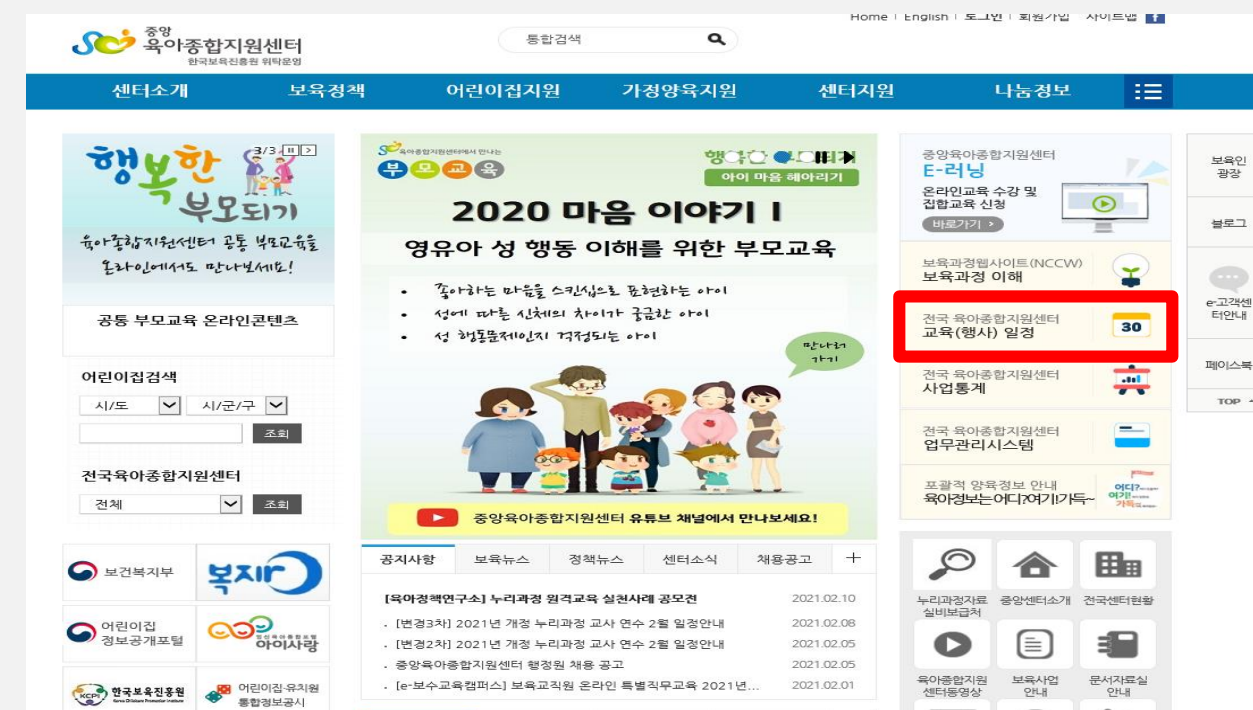 Home | English | 로그인 | 회원가입 사이트맵 f
중앙
육아종합지원센터
한국보육진흥원 위탁운영
통합검색
센터소개 보육정책 어린이집지원 가정양육지원 센터지원 나눔정보
행복한
부모되기
3/3
육아종합지원센터 공통 부모교육을
온라인에서도 만나보세요!
공통 부모교육 온라인콘텐츠
어린이집검색
시/도 시/군/구
조회
전국육아종합지원센터
전체 조회
육아종합지원센터에서 만나는
부모교육
아이 마음 헤아리기
2020 마음 이야기 I
영유아 성 행동 이해를 위한 부모교육
• 좋아하는 마음을 스킨십으로 표현하는 아이
• 성에 따른 신체의 차이가 궁금한 아이
• 성 행동문제인지 걱정되는 아이
만나러
가기
중앙육아종합지원센터 유튜브 채널에서 만나보세요!
중앙육아종합지원센터
E-러닝
온라인교육 수강 및
집합교육 신청
바로가기 >
보육과정웹사이트(NCCW)
보육과정 이해
전국 육아종합지원센터
교육(행사) 일정
30
전국 육아종합지원센터
사업통계
전국 육아종합지원센터
업무관리시스템
포괄적 양육정보 안내
육아정보는어디?여기!가득~
어디?
여기!
가득
보육인
광장
블로그
e-고객센
터안내
페이스북
TOP
보건복지부
복지로
어린이집
정보공개포털
아이사랑
KCPI 한국보육진흥원
어린이집·유치원
통합정보공시
공지사항 보육뉴스 정책뉴스 센터소식 채용공고 +
[육아정책연구소] 누리과정 원격교육 실천사례 공모전 2021.02.10
. [변경3차] 2021년 개정 누리과정 교사 연수 2월 일정안내 2021.02.08
. [변경2차] 2021년 개정 누리과정 교사 연수 2월 일정안내 2021.02.05
. 중앙육아종합지원센터 행정원 채용 공고 2021.02.05
. [e-보수교육캠퍼스] 보육교직원 온라인 특별직무교육 2021년... 2021.02.01
누리과정자료
실비보급처
중앙센터소개
전국센터현황
육아종합지원
센터동영상
보육사업
안내
문서자료실
안내